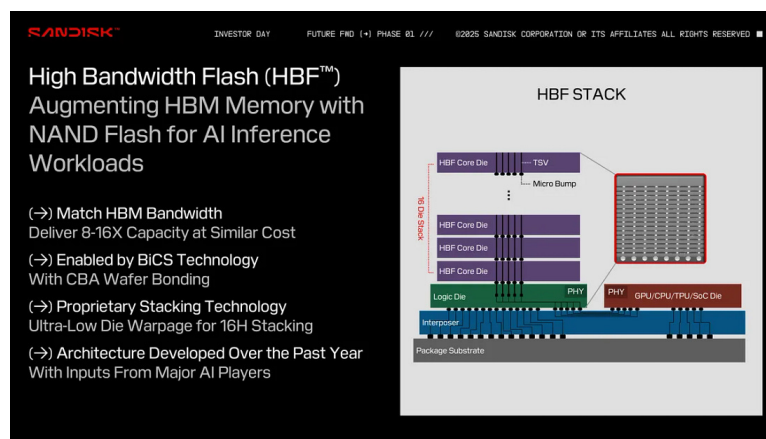 SANDISK™
INVESTOR DAY
FUTURE FWD (→) PHASE 01 ///
©2025 SANDISK CORPORATION OR ITS AFFILIATES ALL RIGHTS RESERVED
High Bandwidth Flash (HBF™)
Augmenting HBM Memory with
NAND Flash for AI Inference
Workloads
(→) Match HBM Bandwidth
Deliver 8-16X Capacity at Similar Cost
(→) Enabled by BiCS Technology
With CBA Wafer Bonding
(→) Proprietary Stacking Technology
Ultra-Low Die Warpage for 16H Stacking
(→) Architecture Developed Over the Past Year
With Inputs From Major AI Players
HBF STACK
HBF Core Die
TSV
Micro Bump
16 Die Stack
HBF Core Die
HBF Core Die
HBF Core Die
Logic Die
PHY
PHY
GPU/CPU/TPU/SoC Die
Interposer
Package Substrate